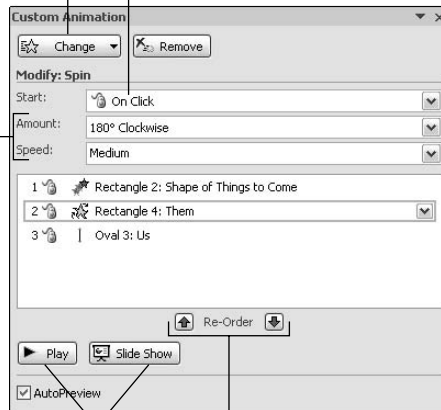 Custom Animation
Change Remove
Modify: Spin
Start: On Click
Amount: 180° Clockwise
Speed: Medium
1 Rectangle 2: Shape of Things to Come
2 Rectangle 4: Them
3 Oval 3: Us
Re-Order
Play Slide Show
AutoPreview